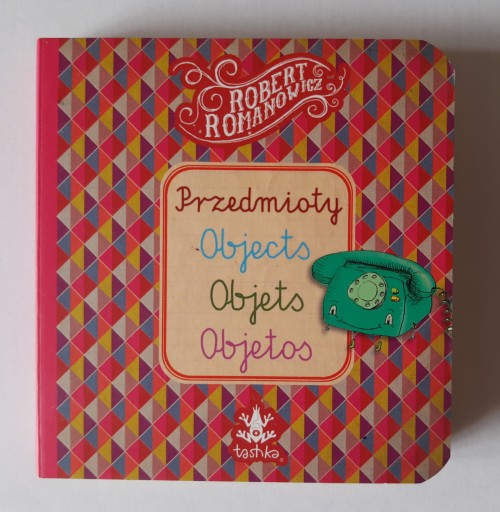 ROBERT
ROMANOWICZ
Przedmioty
Objects
Objets
Objetos
tashka